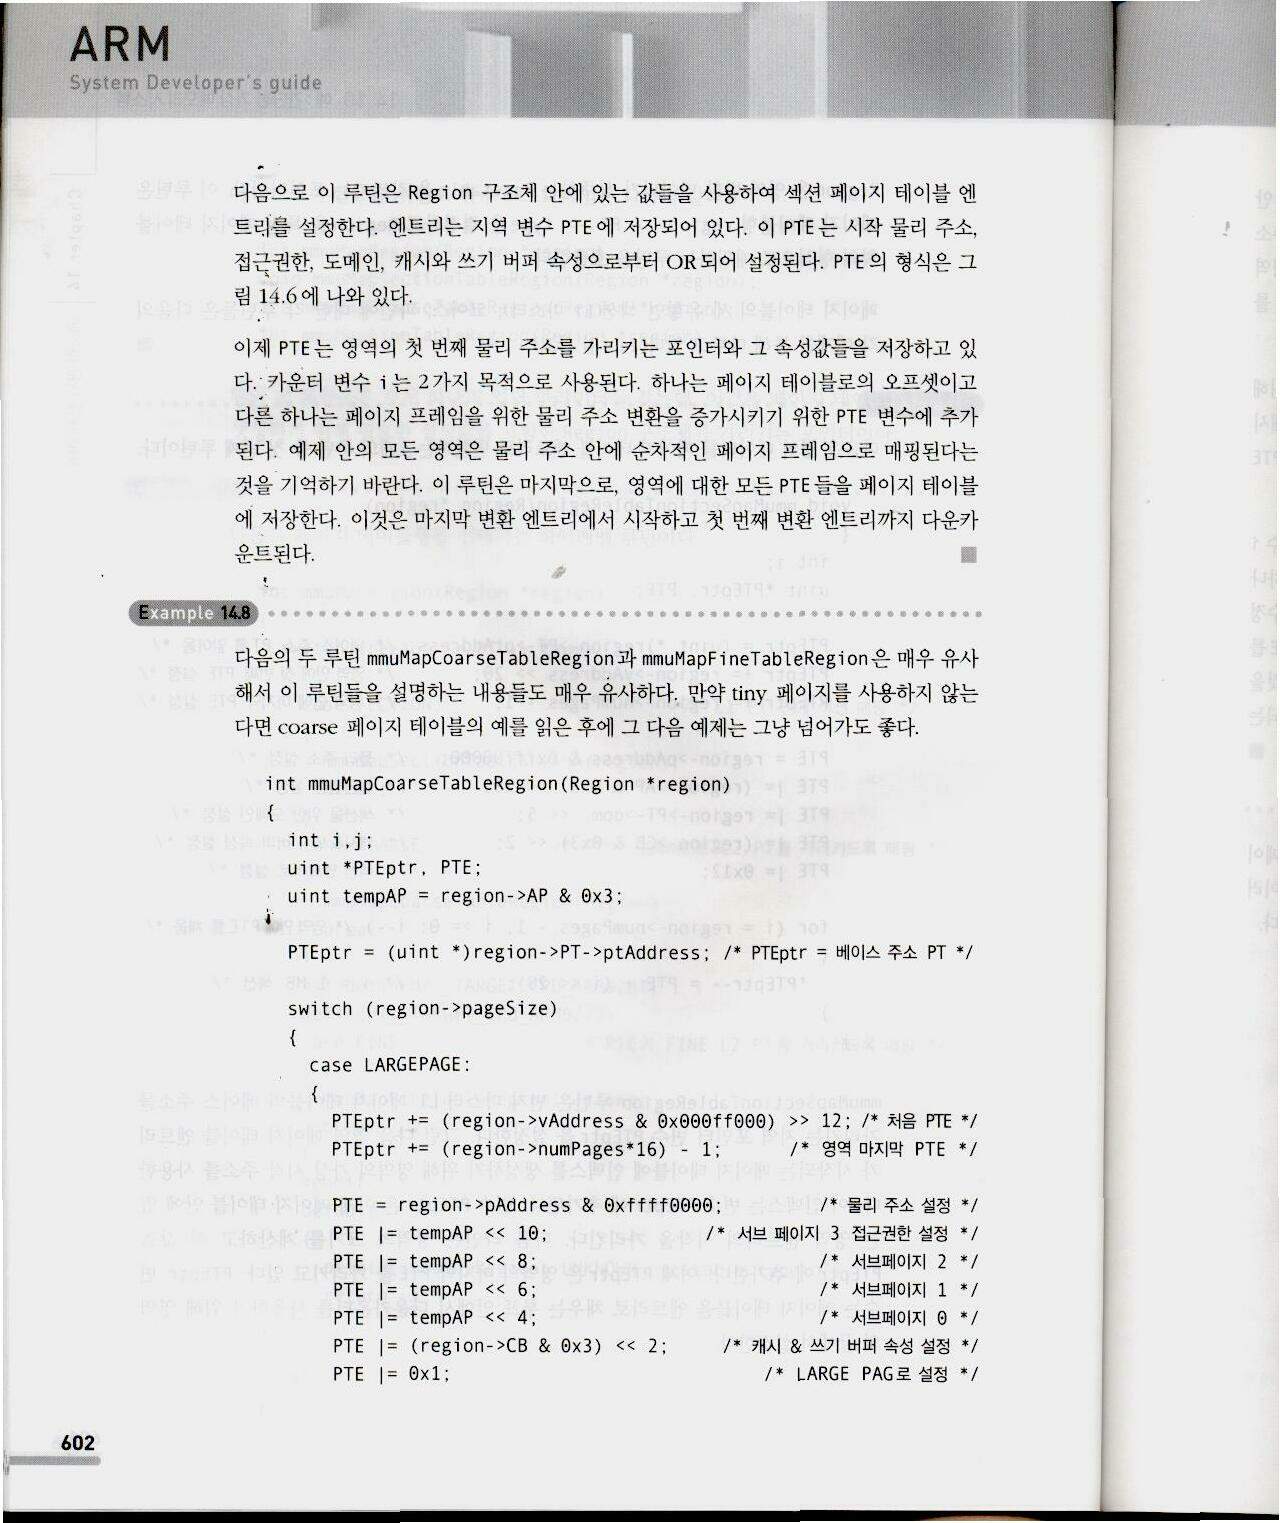 ARM
System Developer's guide
다음으로 이 루틴은 Region 구조체 안에 있는 값들을 사용하여 섹션 페이지 테이블 엔
트리를 설정한다. 엔트리는 지역 변수 PTE에 저장되어 있다. 이 PTE는 시작 물리 주소,
접근권한, 도메인, 캐시와 쓰기 버퍼 속성으로부터 OR되어 설정된다. PTE의 형식은 그
림 14.6에 나와 있다.
이제 PTE는 영역의 첫 번째 물리 주소를 가리키는 포인터와 그 속성값들을 저장하고 있
다. 카운터 변수 i는 2가지 목적으로 사용된다. 하나는 페이지 테이블로의 오프셋이고
다른 하나는 페이지 프레임을 위한 물리 주소 변환을 증가시키기 위한 PTE 변수에 추가
된다. 예제 안의 모든 영역은 물리 주소 안에 순차적인 페이지 프레임으로 매핑된다는
것을 기억하기 바란다. 이 루틴은 마지막으로, 영역에 대한 모든 PTE들을 페이지 테이블
에 저장한다. 이것은 마지막 변환 엔트리에서 시작하고 첫 번째 변환 엔트리까지 다운카
운트된다.
Example 14.8
다음의 두 루틴 mmuMapCoarseTableRegion과 mmuMapFineTableRegion은 매우 유사
해서 이 루틴들을 설명하는 내용들도 매우 유사하다. 만약 tiny 페이지를 사용하지 않는
다면 coarse 페이지 테이블의 예를 읽은 후에 그 다음 예제는 그냥 넘어가도 좋다.
int mmuMapCoarseTableRegion(Region *region)
{
int i,j;
uint *PTEptr, PTE;
uint tempAP = region->AP & 0x3;
PTEptr = (uint *)region->PT->ptAddress; /* PTEptr = 베이스 주소 PT */
switch (region->pageSize)
{
case LARGEPAGE:
{
PTEptr += (region->vAddress & 0x000ff000) >> 12; /* 처음 PTE */
PTEptr += (region->numPages*16) - 1; /* 영역 마지막 PTE */
PTE = region->pAddress & 0xffff0000; /* 물리 주소 설정 */
PTE |= tempAP << 10; /* 서브 페이지 3 접근권한 설정 */
PTE |= tempAP << 8; /* 서브페이지 2 */
PTE |= tempAP << 6; /* 서브페이지 1 */
PTE |= tempAP << 4; /* 서브페이지 0 */
PTE |= (region->CB & 0x3) << 2; /* 캐시 & 쓰기 버퍼 속성 설정 */
PTE |= 0x1; /* LARGE PAG로 설정 */
602